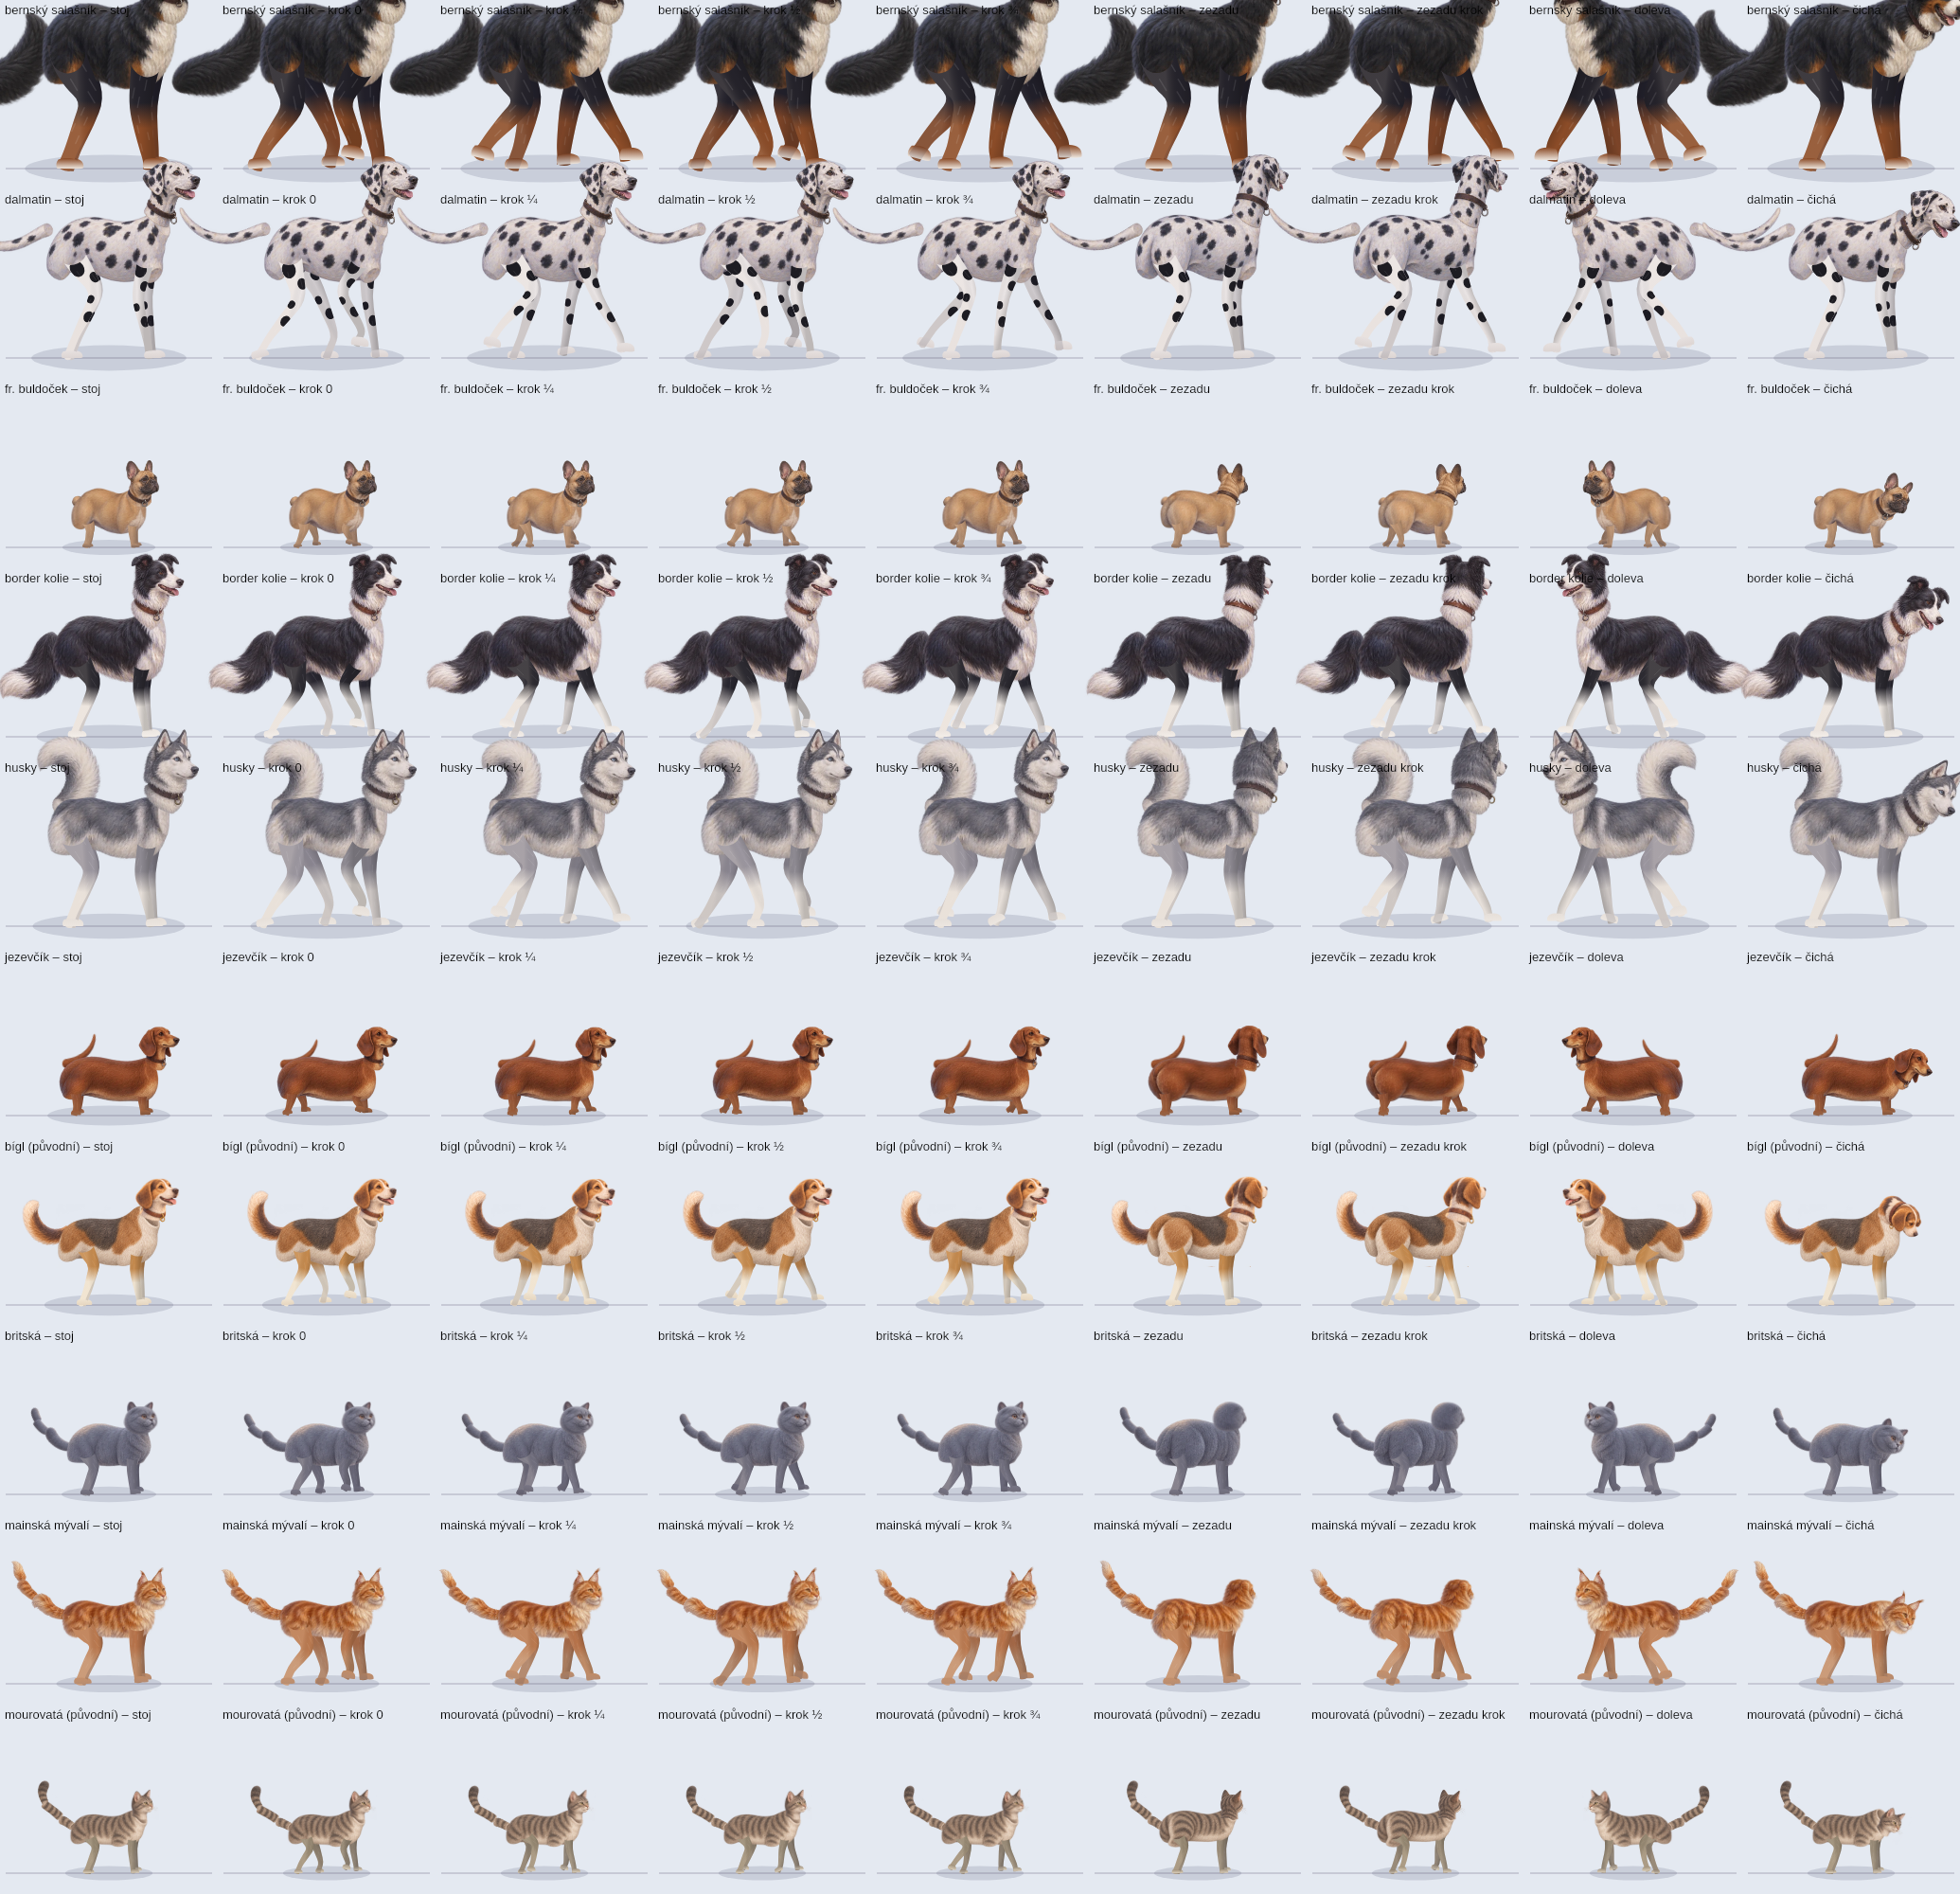 bernský salašník – stoj
bernský salašník – krok 0
bernský salašník – krok ¼
bernský salašník – krok ½
bernský salašník – krok ¾
bernský salašník – zezadu
bernský salašník – zezadu krok
bernský salašník – doleva
bernský salašník – čichá
dalmatin – stoj
dalmatin – krok 0
dalmatin – krok ¼
dalmatin – krok ½
dalmatin – krok ¾
dalmatin – zezadu
dalmatin – zezadu krok
dalmatin – doleva
dalmatin – čichá
fr. buldoček – stoj
fr. buldoček – krok 0
fr. buldoček – krok ¼
fr. buldoček – krok ½
fr. buldoček – krok ¾
fr. buldoček – zezadu
fr. buldoček – zezadu krok
fr. buldoček – doleva
fr. buldoček – čichá
border kolie – stoj
border kolie – krok 0
border kolie – krok ¼
border kolie – krok ½
border kolie – krok ¾
border kolie – zezadu
border kolie – zezadu krok
border kolie – doleva
border kolie – čichá
husky – stoj
husky – krok 0
husky – krok ¼
husky – krok ½
husky – krok ¾
husky – zezadu
husky – zezadu krok
husky – doleva
husky – čichá
jezevčík – stoj
jezevčík – krok 0
jezevčík – krok ¼
jezevčík – krok ½
jezevčík – krok ¾
jezevčík – zezadu
jezevčík – zezadu krok
jezevčík – doleva
jezevčík – čichá
bígl (původní) – stoj
bígl (původní) – krok 0
bígl (původní) – krok ¼
bígl (původní) – krok ½
bígl (původní) – krok ¾
bígl (původní) – zezadu
bígl (původní) – zezadu krok
bígl (původní) – doleva
bígl (původní) – čichá
britská – stoj
britská – krok 0
britská – krok ¼
britská – krok ½
britská – krok ¾
britská – zezadu
britská – zezadu krok
britská – doleva
britská – čichá
mainská mývalí – stoj
mainská mývalí – krok 0
mainská mývalí – krok ¼
mainská mývalí – krok ½
mainská mývalí – krok ¾
mainská mývalí – zezadu
mainská mývalí – zezadu krok
mainská mývalí – doleva
mainská mývalí – čichá
mourovatá (původní) – stoj
mourovatá (původní) – krok 0
mourovatá (původní) – krok ¼
mourovatá (původní) – krok ½
mourovatá (původní) – krok ¾
mourovatá (původní) – zezadu
mourovatá (původní) – zezadu krok
mourovatá (původní) – doleva
mourovatá (původní) – čichá